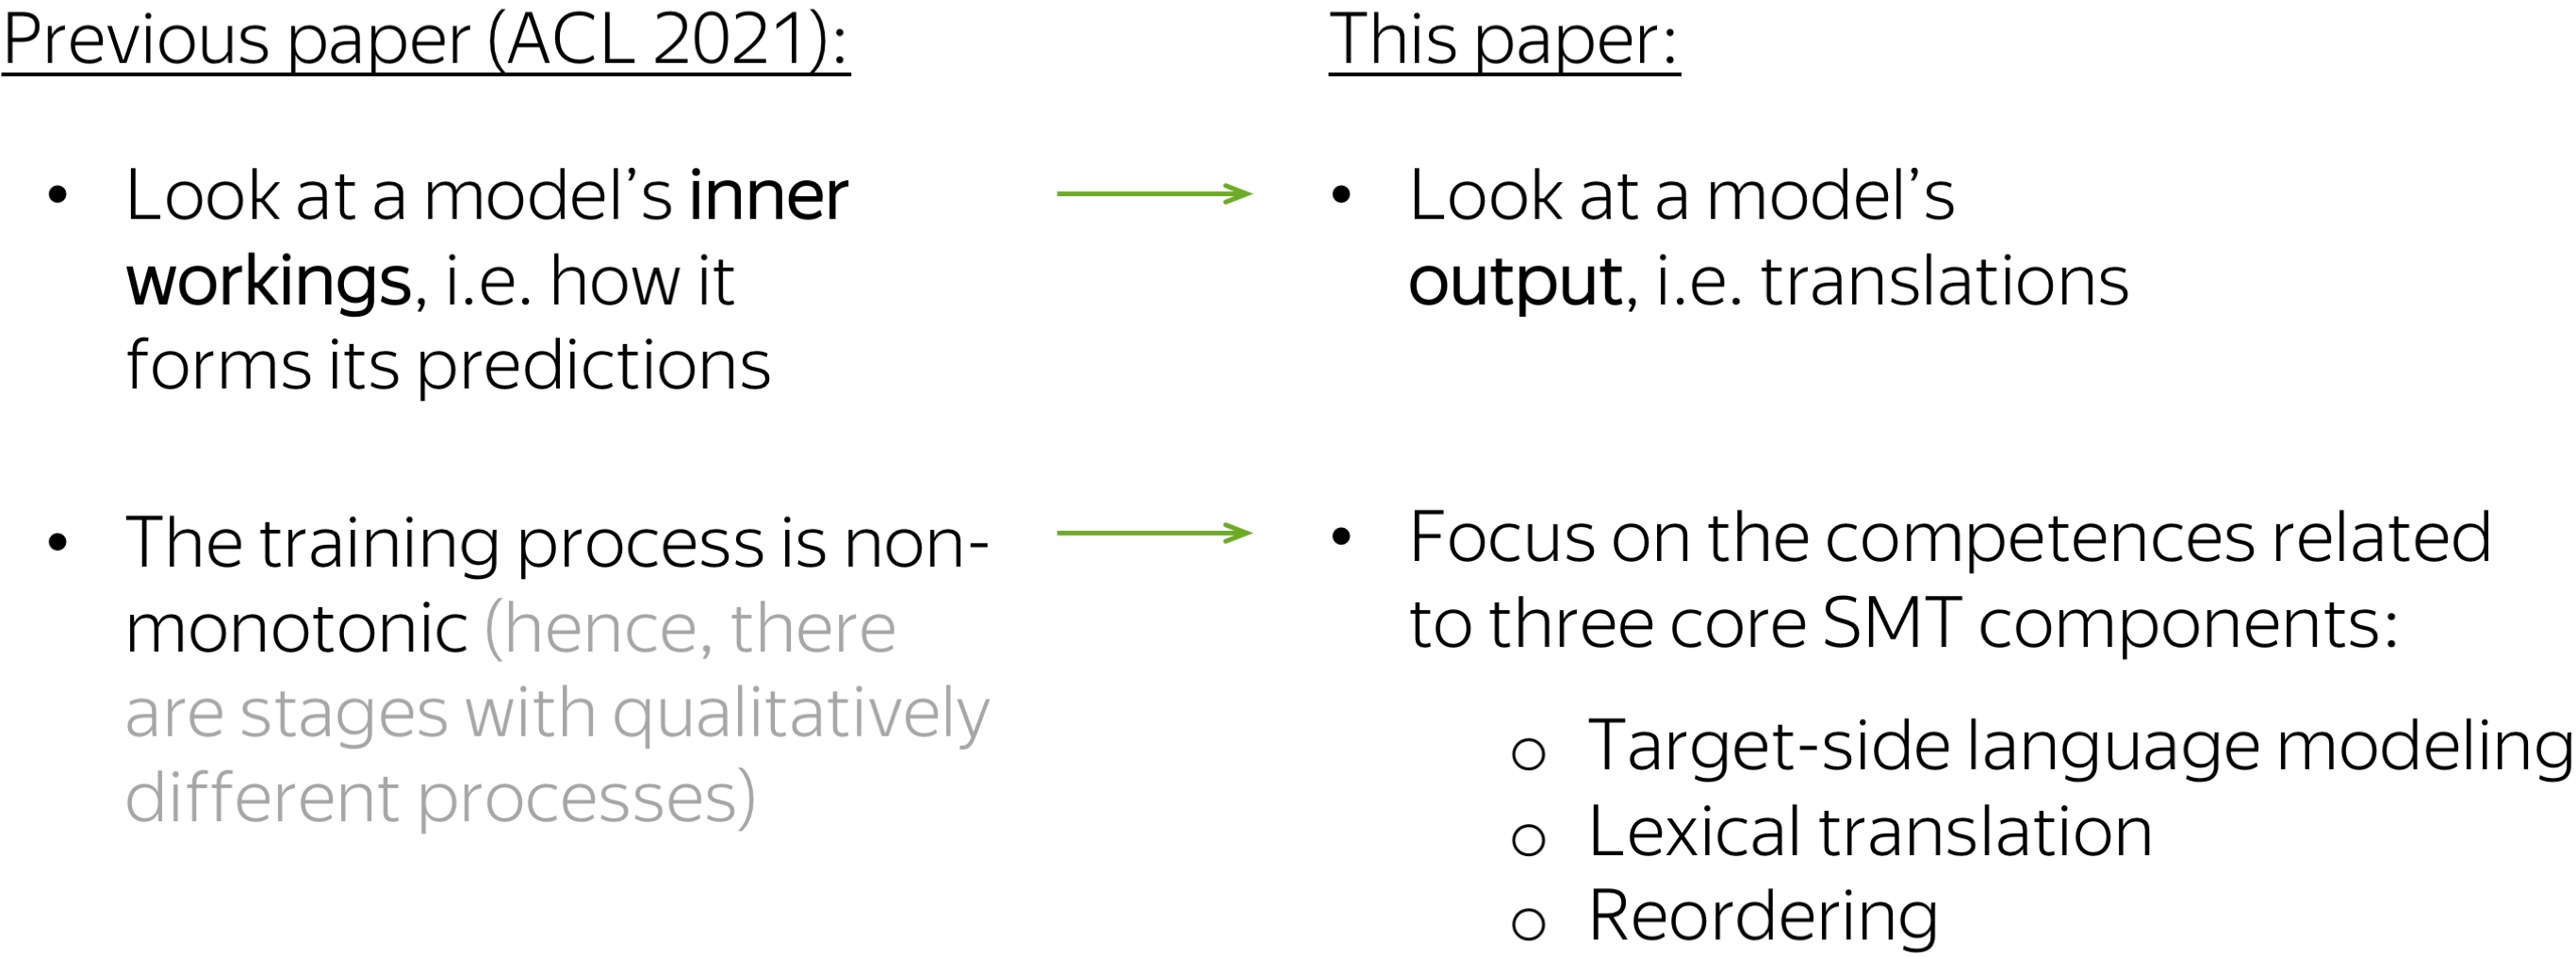 Previous paper (ACL 2021):
• Look at a model’s inner
workings, i.e. how it
forms its predictions
• The training process is non-
monotonic (hence, there
are stages with qualitatively
different processes)
This paper:
• Look at a model’s
output, i.e. translations
• Focus on the competences related
to three core SMT components:
○ Target-side language modeling
○ Lexical translation
○ Reordering